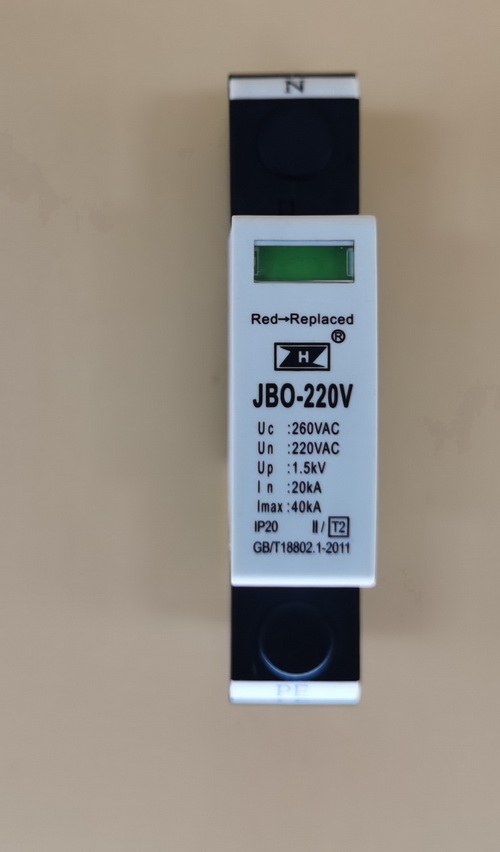 N
Red→Replaced
H ®
JBO-220V
Uc :260VAC
Un :220VAC
Up :1.5kV
In :20kA
Imax :40kA
IP20 II/ T2
GB/T18802.1-2011
PE